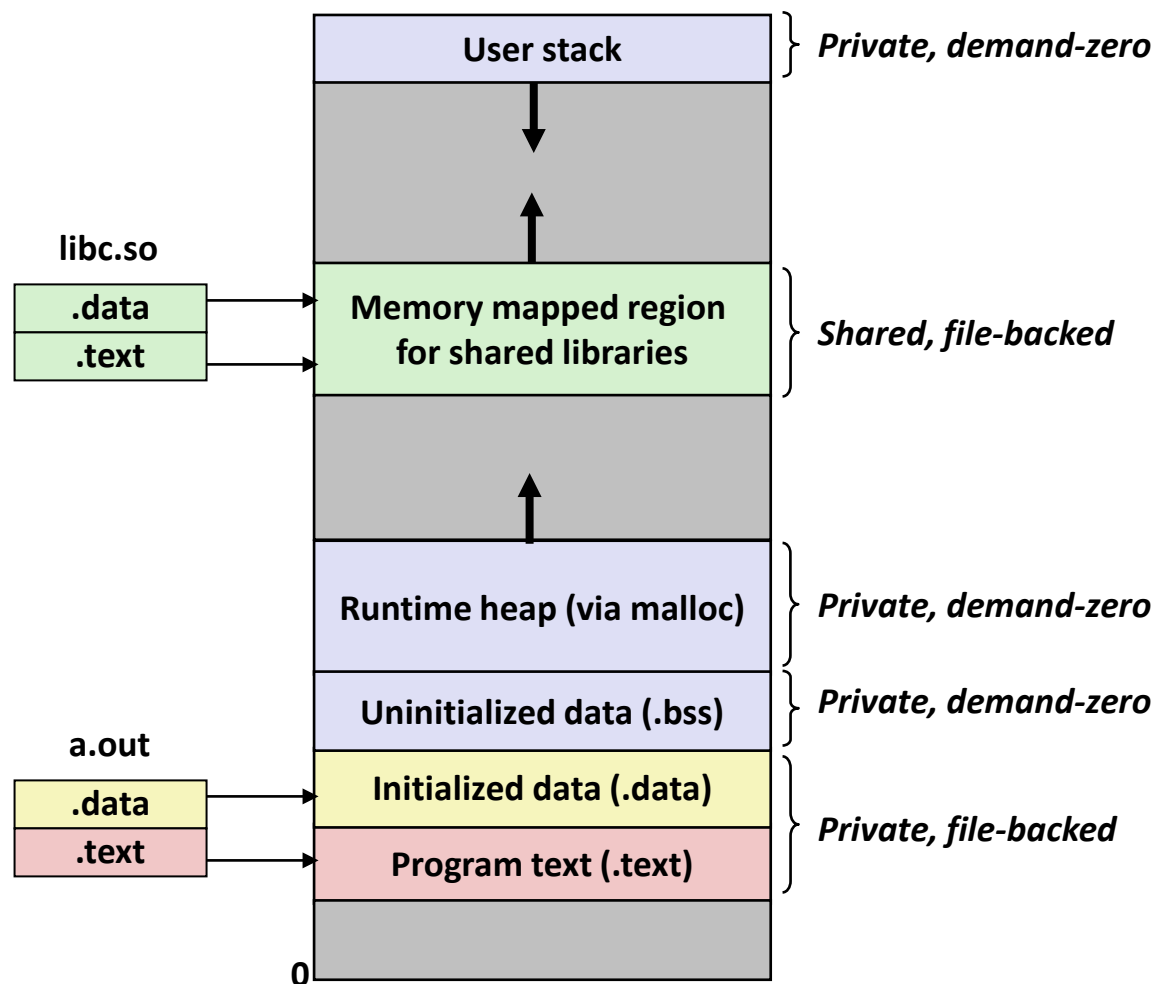 User stack
Private, demand-zero
libc.so
.data
.text
Memory mapped region
for shared libraries
Shared, file-backed
Runtime heap (via malloc)
Private, demand-zero
Uninitialized data (.bss)
Private, demand-zero
a.out
.data
.text
Initialized data (.data)
Program text (.text)
Private, file-backed
0